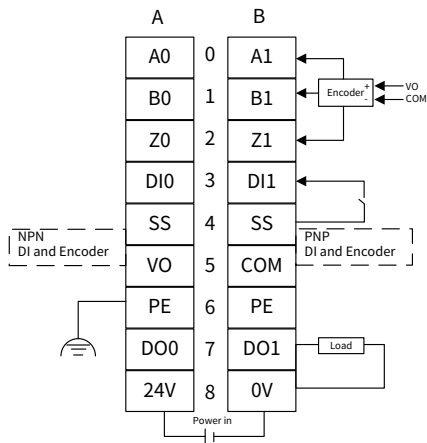 A B
A0 0 A1
B0 1 B1
Z0 2 Z1
DI0 3 DI1
SS 4 SS
VO 5 COM
PE 6 PE
DO0 7 DO1
24V 8 0V
Encoder
+
-
VO
COM
NPN
DI and Encoder
PNP
DI and Encoder
Load
Power in